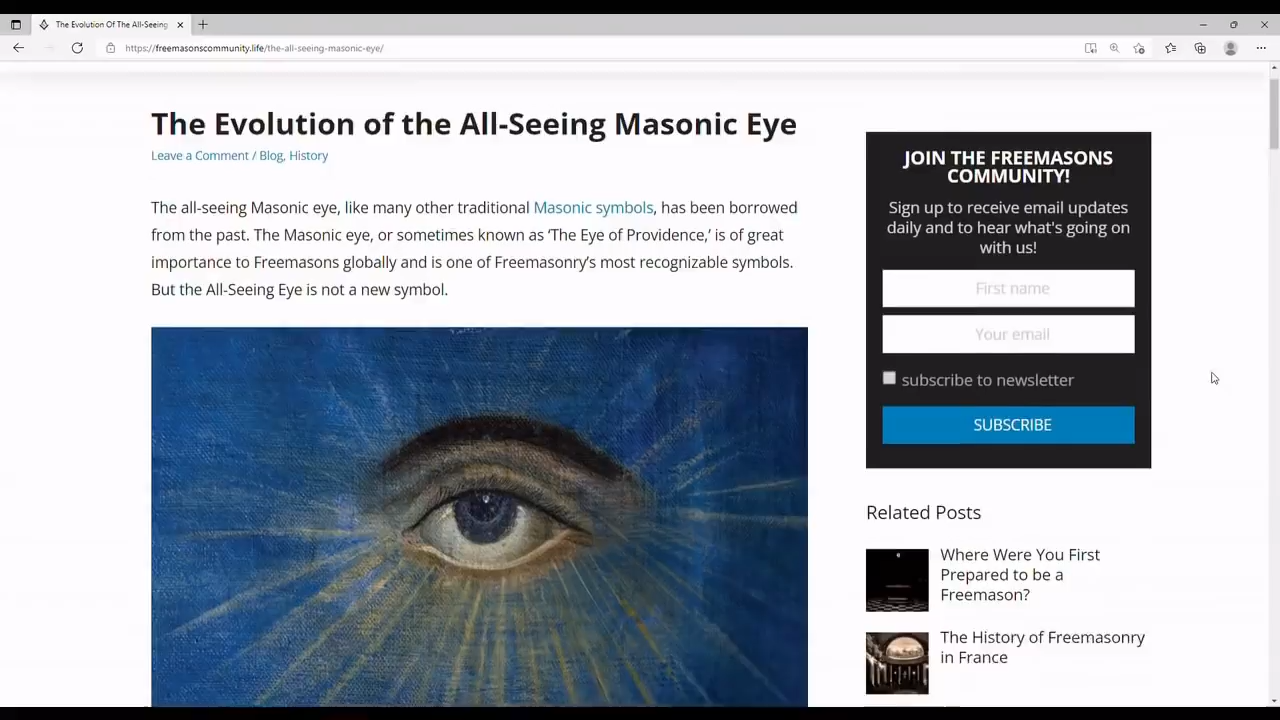 The Evolution Of The All-Seeing
https://freemasonscommunity.life/the-all-seeing-masonic-eye/
The Evolution of the All-Seeing Masonic Eye
Leave a Comment / Blog, History
The all-seeing Masonic eye, like many other traditional Masonic symbols, has been borrowed
from the past. The Masonic eye, or sometimes known as ‘The Eye of Providence,’ is of great
importance to Freemasons globally and is one of Freemasonry’s most recognizable symbols.
But the All-Seeing Eye is not a new symbol.
JOIN THE FREEMASONS
COMMUNITY!
Sign up to receive email updates
daily and to hear what's going on
with us!
First name
Your email
subscribe to newsletter
SUBSCRIBE
Related Posts
Where Were You First
Prepared to be a
Freemason?
The History of Freemasonry
in France